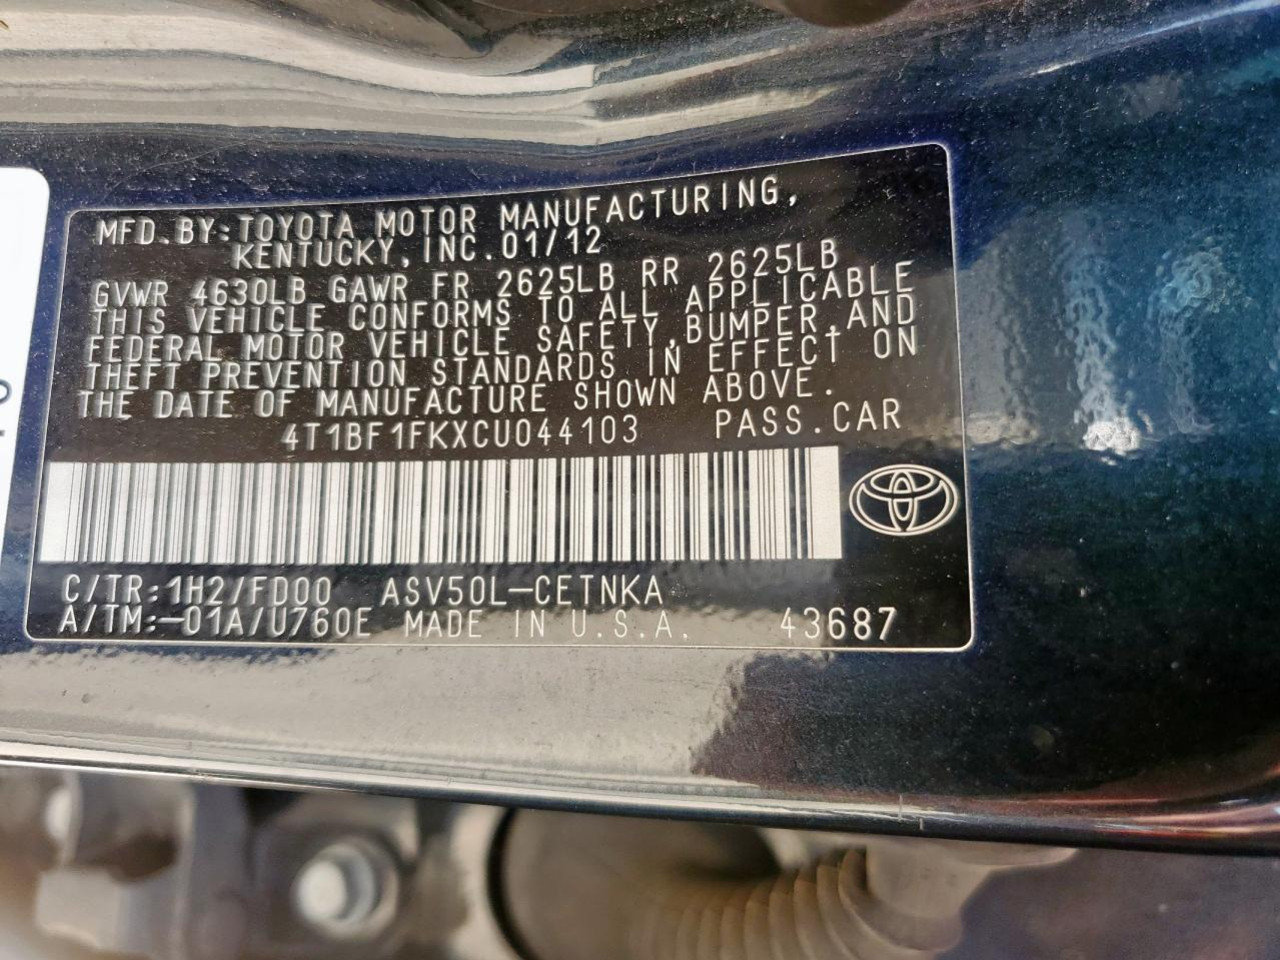 MFD.BY:TOYOTA MOTOR MANUFACTURING,
KENTUCKY, INC.01/12
GVWR 4630LB GAWR FR 2625LB RR 2625LB
THIS VEHICLE CONFORMS TO ALL APPLICABLE
FEDERAL MOTOR VEHICLE SAFETY,BUMPER,AND
THEFT PREVENTION STANDARDS IN EFFECT ON
THE DATE OF MANUFACTURE SHOWN ABOVE.
4T1BF1FKXCU044103 PASS.CAR
C/TR:1H2/FD00 ASV50L-CETNKA
A/TM:-01A/U760E MADE IN U.S.A. 43687